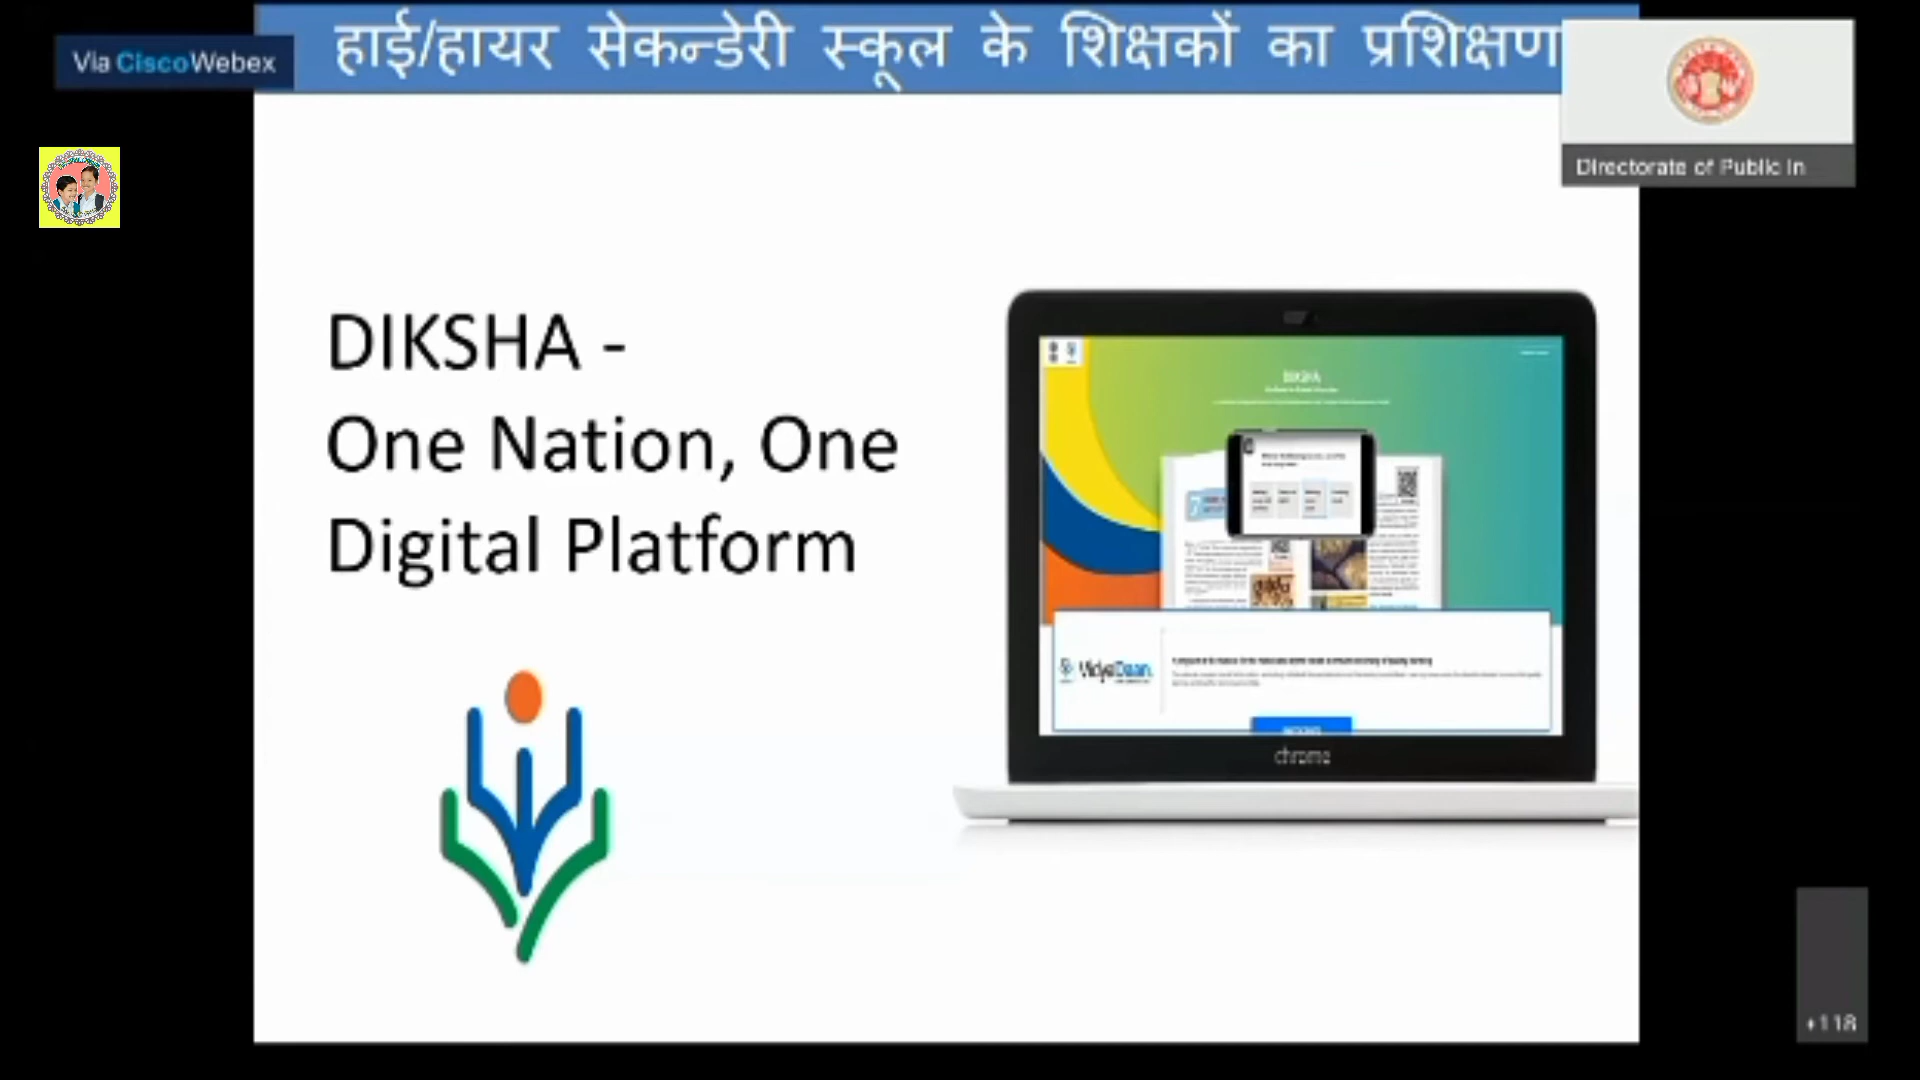 हाई/हायर सेकन्डेरी स्कूल के शिक्षकों का प्रशिक्षण
Via CiscoWebex
Directorate of Public In
DIKSHA -
One Nation, One
Digital Platform
DIKSHA
VidyaDaan
chrome
+118